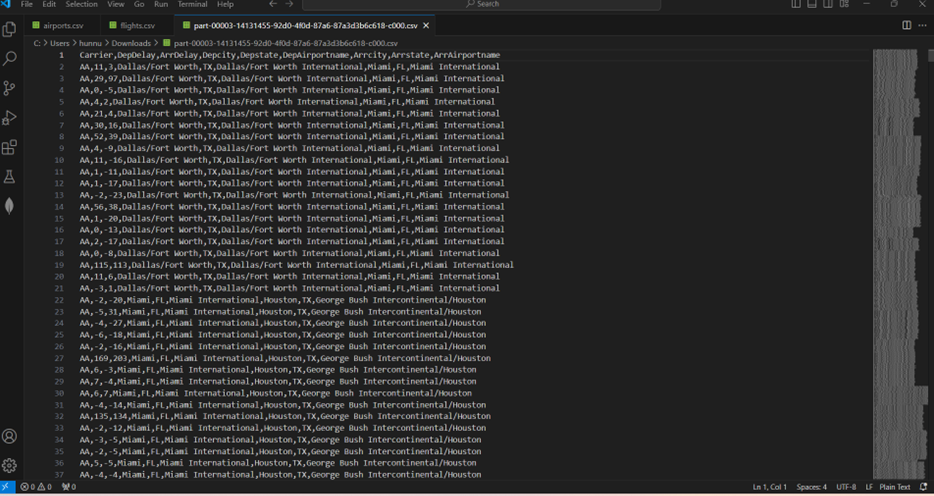 File Edit Selection View Go Run Terminal Help Search
airports.csv flights.csv part-00003-14131455-92d0-4f0d-87a6-87a3d3b6c618-c000.csv
C: > Users > hunnu > Downloads > part-00003-14131455-92d0-4f0d-87a6-87a3d3b6c618-c000.csv
1 Carrier,DepDelay,ArrDelay,Depcity,Depstate,DepAirportname,Arrcity,Arrstate,ArrAirportname
2 AA,11,3,Dallas/Fort Worth,TX,Dallas/Fort Worth International,Miami,FL,Miami International
3 AA,29,97,Dallas/Fort Worth,TX,Dallas/Fort Worth International,Miami,FL,Miami International
4 AA,0,-5,Dallas/Fort Worth,TX,Dallas/Fort Worth International,Miami,FL,Miami International
5 AA,4,2,Dallas/Fort Worth,TX,Dallas/Fort Worth International,Miami,FL,Miami International
6 AA,21,4,Dallas/Fort Worth,TX,Dallas/Fort Worth International,Miami,FL,Miami International
7 AA,30,16,Dallas/Fort Worth,TX,Dallas/Fort Worth International,Miami,FL,Miami International
8 AA,52,39,Dallas/Fort Worth,TX,Dallas/Fort Worth International,Miami,FL,Miami International
9 AA,4,-9,Dallas/Fort Worth,TX,Dallas/Fort Worth International,Miami,FL,Miami International
10 AA,11,-16,Dallas/Fort Worth,TX,Dallas/Fort Worth International,Miami,FL,Miami International
11 AA,1,-11,Dallas/Fort Worth,TX,Dallas/Fort Worth International,Miami,FL,Miami International
12 AA,1,-17,Dallas/Fort Worth,TX,Dallas/Fort Worth International,Miami,FL,Miami International
13 AA,-2,-23,Dallas/Fort Worth,TX,Dallas/Fort Worth International,Miami,FL,Miami International
14 AA,56,38,Dallas/Fort Worth,TX,Dallas/Fort Worth International,Miami,FL,Miami International
15 AA,1,-20,Dallas/Fort Worth,TX,Dallas/Fort Worth International,Miami,FL,Miami International
16 AA,0,-13,Dallas/Fort Worth,TX,Dallas/Fort Worth International,Miami,FL,Miami International
17 AA,2,-17,Dallas/Fort Worth,TX,Dallas/Fort Worth International,Miami,FL,Miami International
18 AA,0,-8,Dallas/Fort Worth,TX,Dallas/Fort Worth International,Miami,FL,Miami International
19 AA,115,113,Dallas/Fort Worth,TX,Dallas/Fort Worth International,Miami,FL,Miami International
20 AA,11,6,Dallas/Fort Worth,TX,Dallas/Fort Worth International,Miami,FL,Miami International
21 AA,-3,1,Dallas/Fort Worth,TX,Dallas/Fort Worth International,Miami,FL,Miami International
22 AA,-2,-20,Miami,FL,Miami International,Houston,TX,George Bush Intercontinental/Houston
23 AA,-5,31,Miami,FL,Miami International,Houston,TX,George Bush Intercontinental/Houston
24 AA,-4,-27,Miami,FL,Miami International,Houston,TX,George Bush Intercontinental/Houston
25 AA,-6,-18,Miami,FL,Miami International,Houston,TX,George Bush Intercontinental/Houston
26 AA,-2,-16,Miami,FL,Miami International,Houston,TX,George Bush Intercontinental/Houston
27 AA,169,203,Miami,FL,Miami International,Houston,TX,George Bush Intercontinental/Houston
28 AA,6,-3,Miami,FL,Miami International,Houston,TX,George Bush Intercontinental/Houston
29 AA,7,-4,Miami,FL,Miami International,Houston,TX,George Bush Intercontinental/Houston
30 AA,6,7,Miami,FL,Miami International,Houston,TX,George Bush Intercontinental/Houston
31 AA,-4,-14,Miami,FL,Miami International,Houston,TX,George Bush Intercontinental/Houston
32 AA,135,134,Miami,FL,Miami International,Houston,TX,George Bush Intercontinental/Houston
33 AA,-2,-12,Miami,FL,Miami International,Houston,TX,George Bush Intercontinental/Houston
34 AA,-3,-5,Miami,FL,Miami International,Houston,TX,George Bush Intercontinental/Houston
35 AA,-2,-5,Miami,FL,Miami International,Houston,TX,George Bush Intercontinental/Houston
36 AA,5,-5,Miami,FL,Miami International,Houston,TX,George Bush Intercontinental/Houston
37 AA,-4,-4,Miami,FL,Miami International,Houston,TX,George Bush Intercontinental/Houston
0 0 0 Ln 1, Col 1 Spaces: 4 UTF-8 LF Plain Text